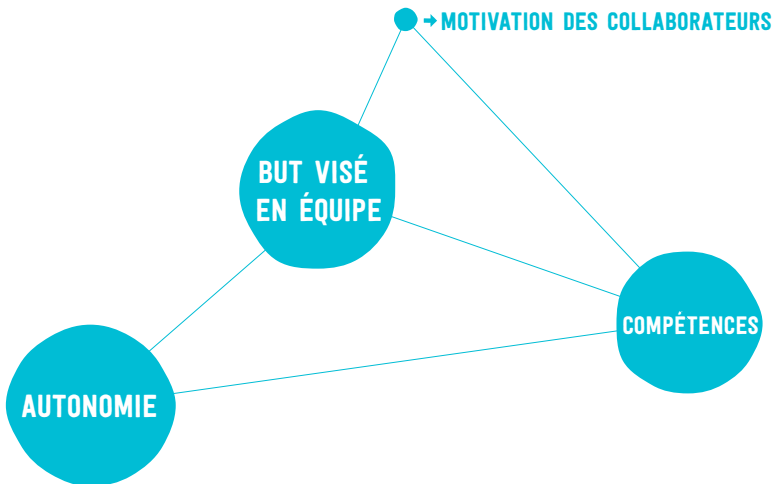 → MOTIVATION DES COLLABORATEURS
BUT VISÉ
EN ÉQUIPE
COMPÉTENCES
AUTONOMIE